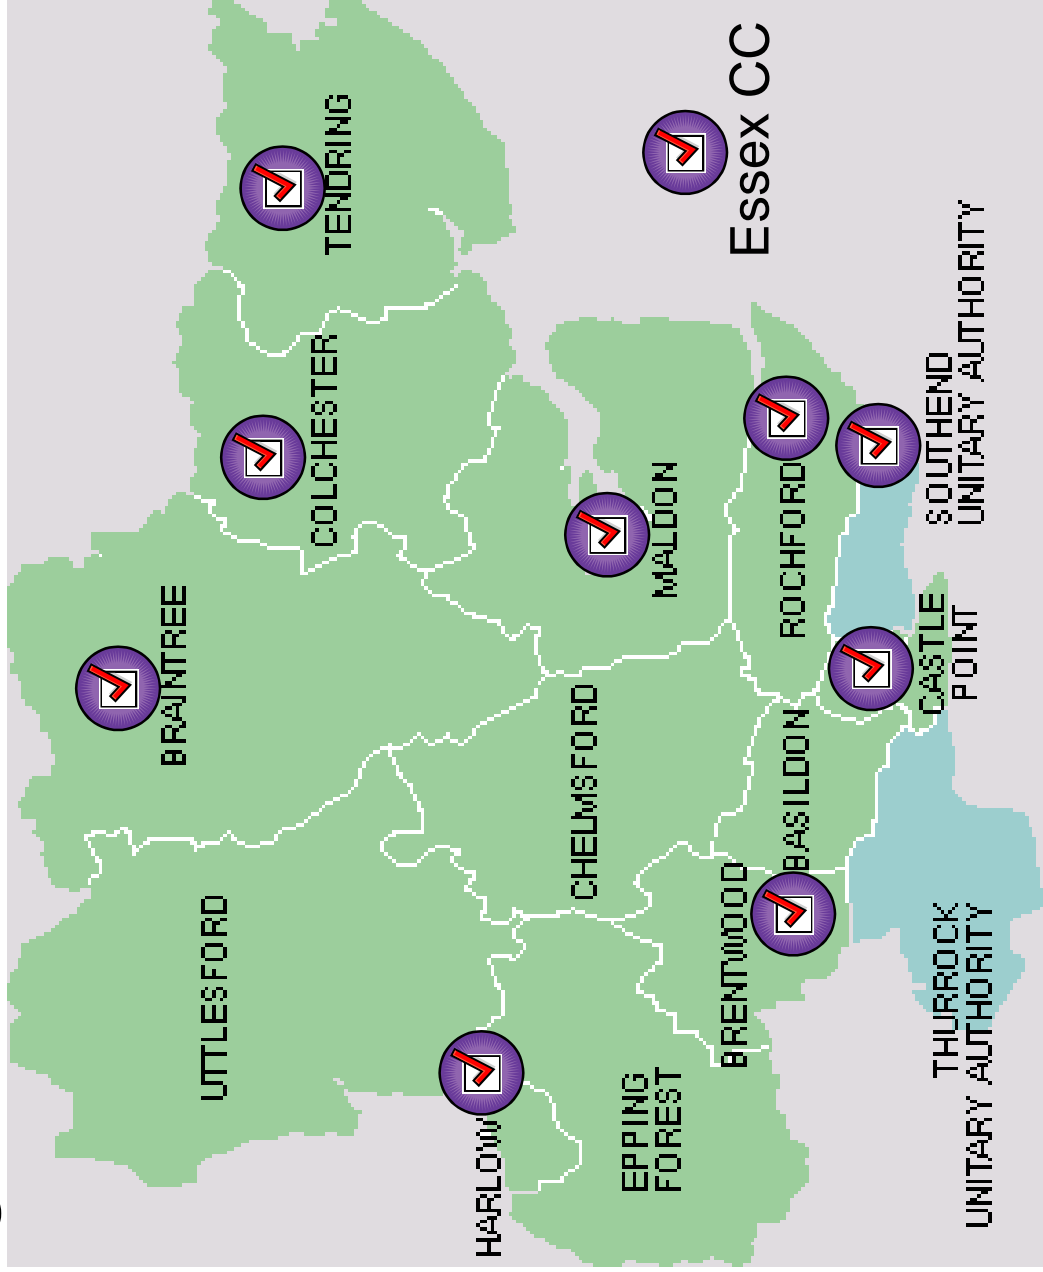 BRAINTREE
UTTLESFORD
COLCHESTER
TENDRING
HARLOW
CHELMSFORD
EPPING
FOREST
MALDON
BRENTWOOD
Essex CC
BASILDON
ROCHFORD
CASTLE
POINT
SOUTHEND
UNITARY AUTHORITY
THURROCK
UNITARY AUTHORITY